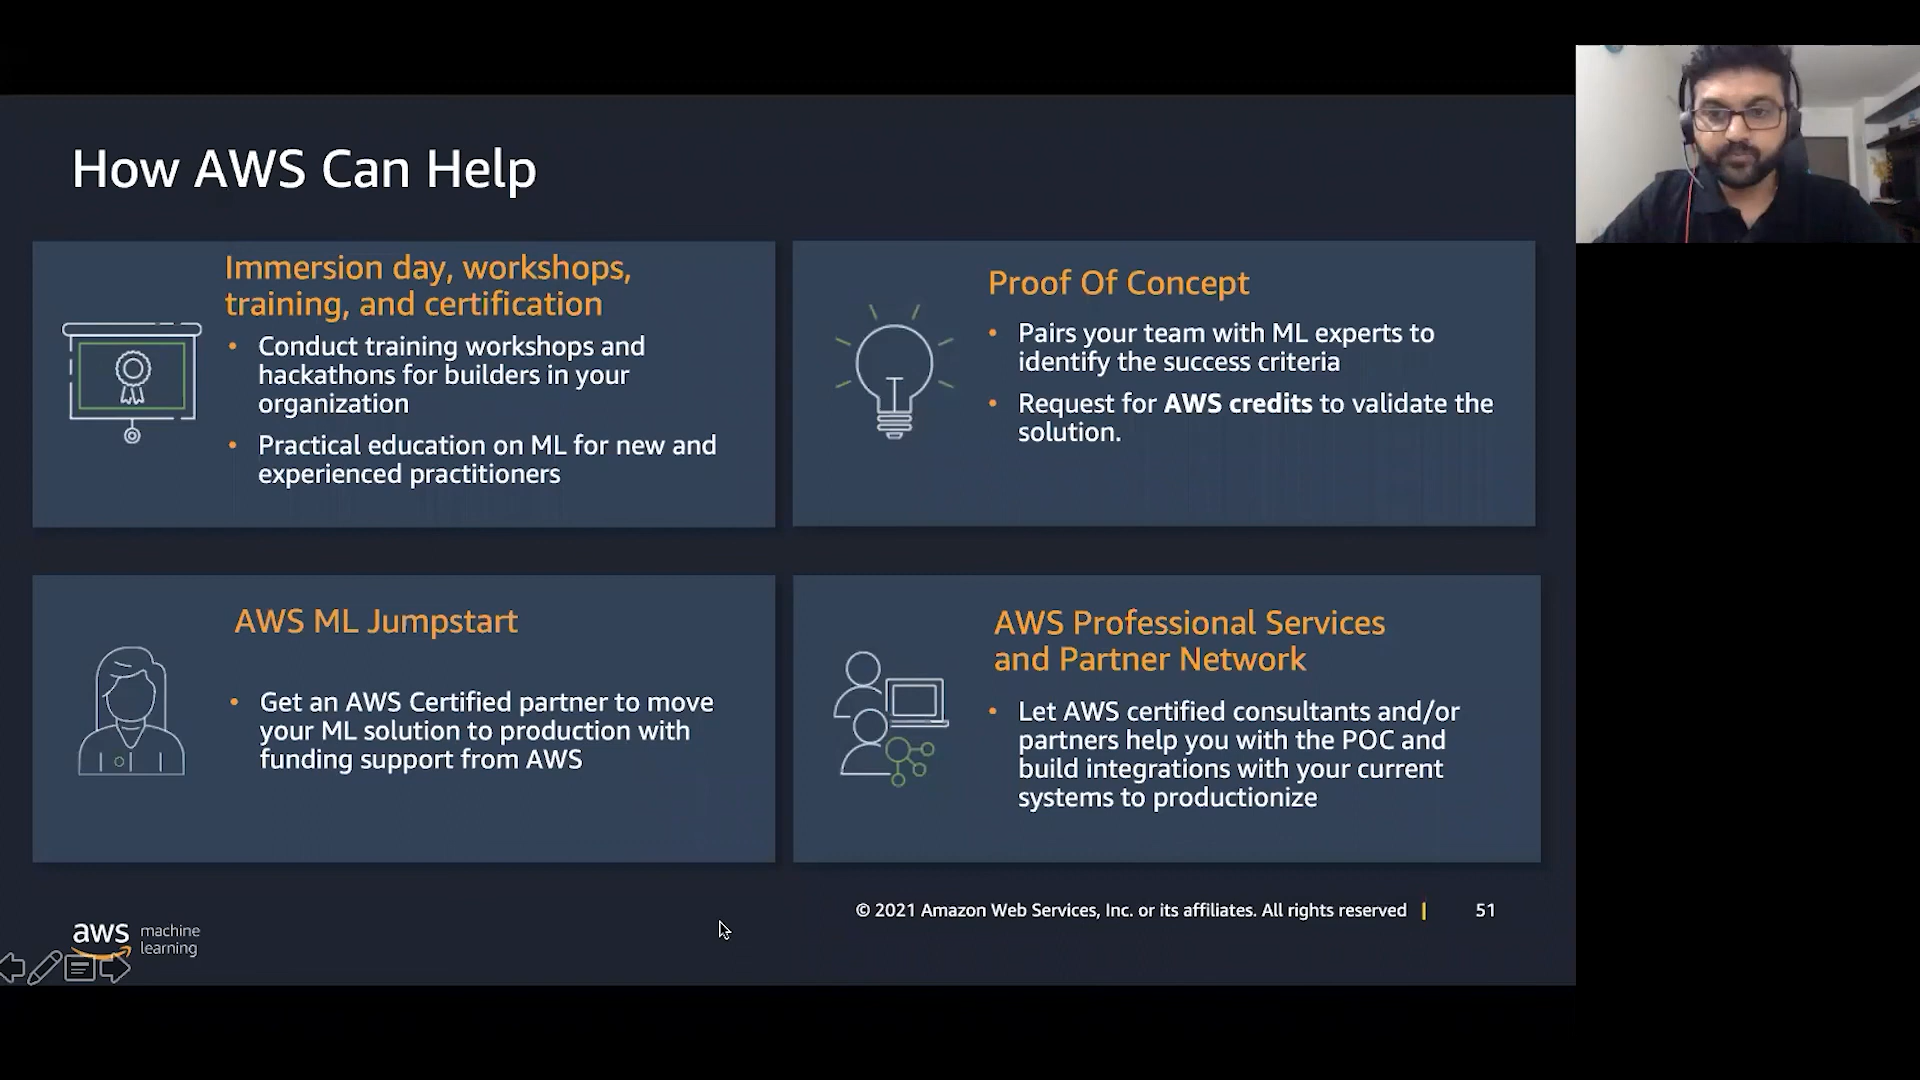 How AWS Can Help
Immersion day, workshops,
training, and certification
• Conduct training workshops and
hackathons for builders in your
organization
• Practical education on ML for new and
experienced practitioners
Proof Of Concept
• Pairs your team with ML experts to
identify the success criteria
• Request for AWS credits to validate the
solution.
AWS ML Jumpstart
• Get an AWS Certified partner to move
your ML solution to production with
funding support from AWS
AWS Professional Services
and Partner Network
• Let AWS certified consultants and/or
partners help you with the POC and
build integrations with your current
systems to productionize
aws machine
learning
© 2021 Amazon Web Services, Inc. or its affiliates. All rights reserved | 51